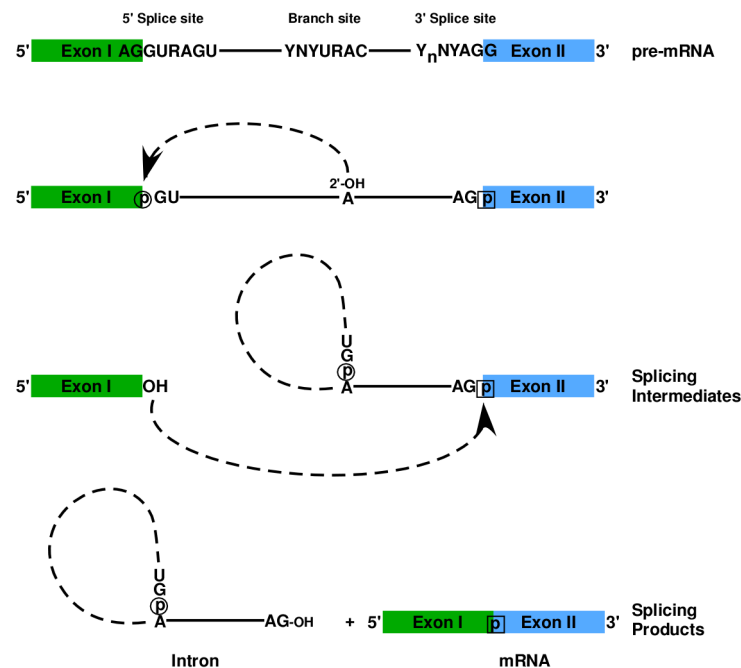 5' Splice site Branch site 3' Splice site
5' Exon I AGGURAGU YNYURAC YnNYAGG Exon II 3' pre-mRNA
2'-OH
5' Exon I p GU A AG p Exon II 3'
U
G
p
5' Exon I OH A AG p Exon II 3' Splicing
Intermediates
U
G
p
A AG-OH + 5' Exon I p Exon II 3' Splicing
Products
Intron mRNA